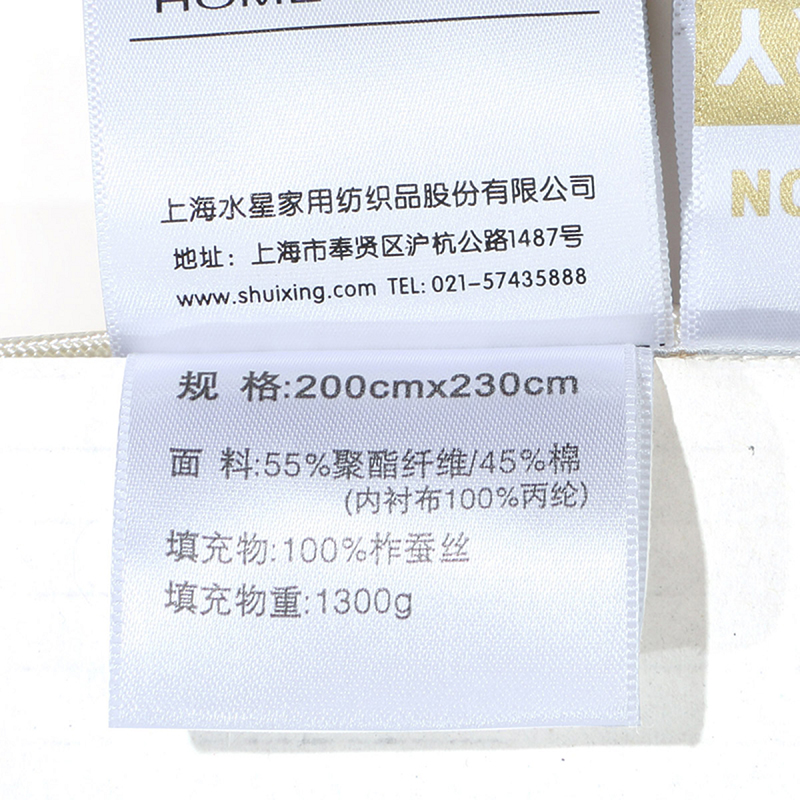 上海水星家用纺织品股份有限公司
地址：上海市奉贤区沪杭公路1487号
www.shuixing.com TEL: 021-57435888
规 格:200cmx230cm
面 料:55%聚酯纤维/45%棉
(内衬布100%丙纶)
填充物:100%柞蚕丝
填充物重:1300g